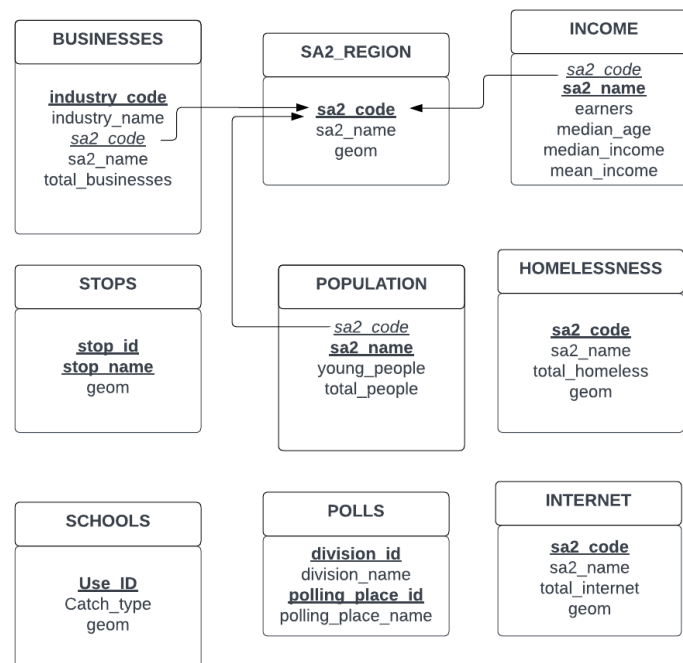 BUSINESSES
industry_code
industry_name
sa2_code
sa2_name
total_businesses
SA2_REGION
sa2_code
sa2_name
geom
INCOME
sa2_code
sa2_name
earners
median_age
median_income
mean_income
STOPS
stop_id
stop_name
geom
POPULATION
sa2_code
sa2_name
young_people
total_people
HOMELESSNESS
sa2_code
sa2_name
total_homeless
geom
SCHOOLS
Use_ID
Catch_type
geom
POLLS
division_id
division_name
polling_place_id
polling_place_name
INTERNET
sa2_code
sa2_name
total_internet
geom